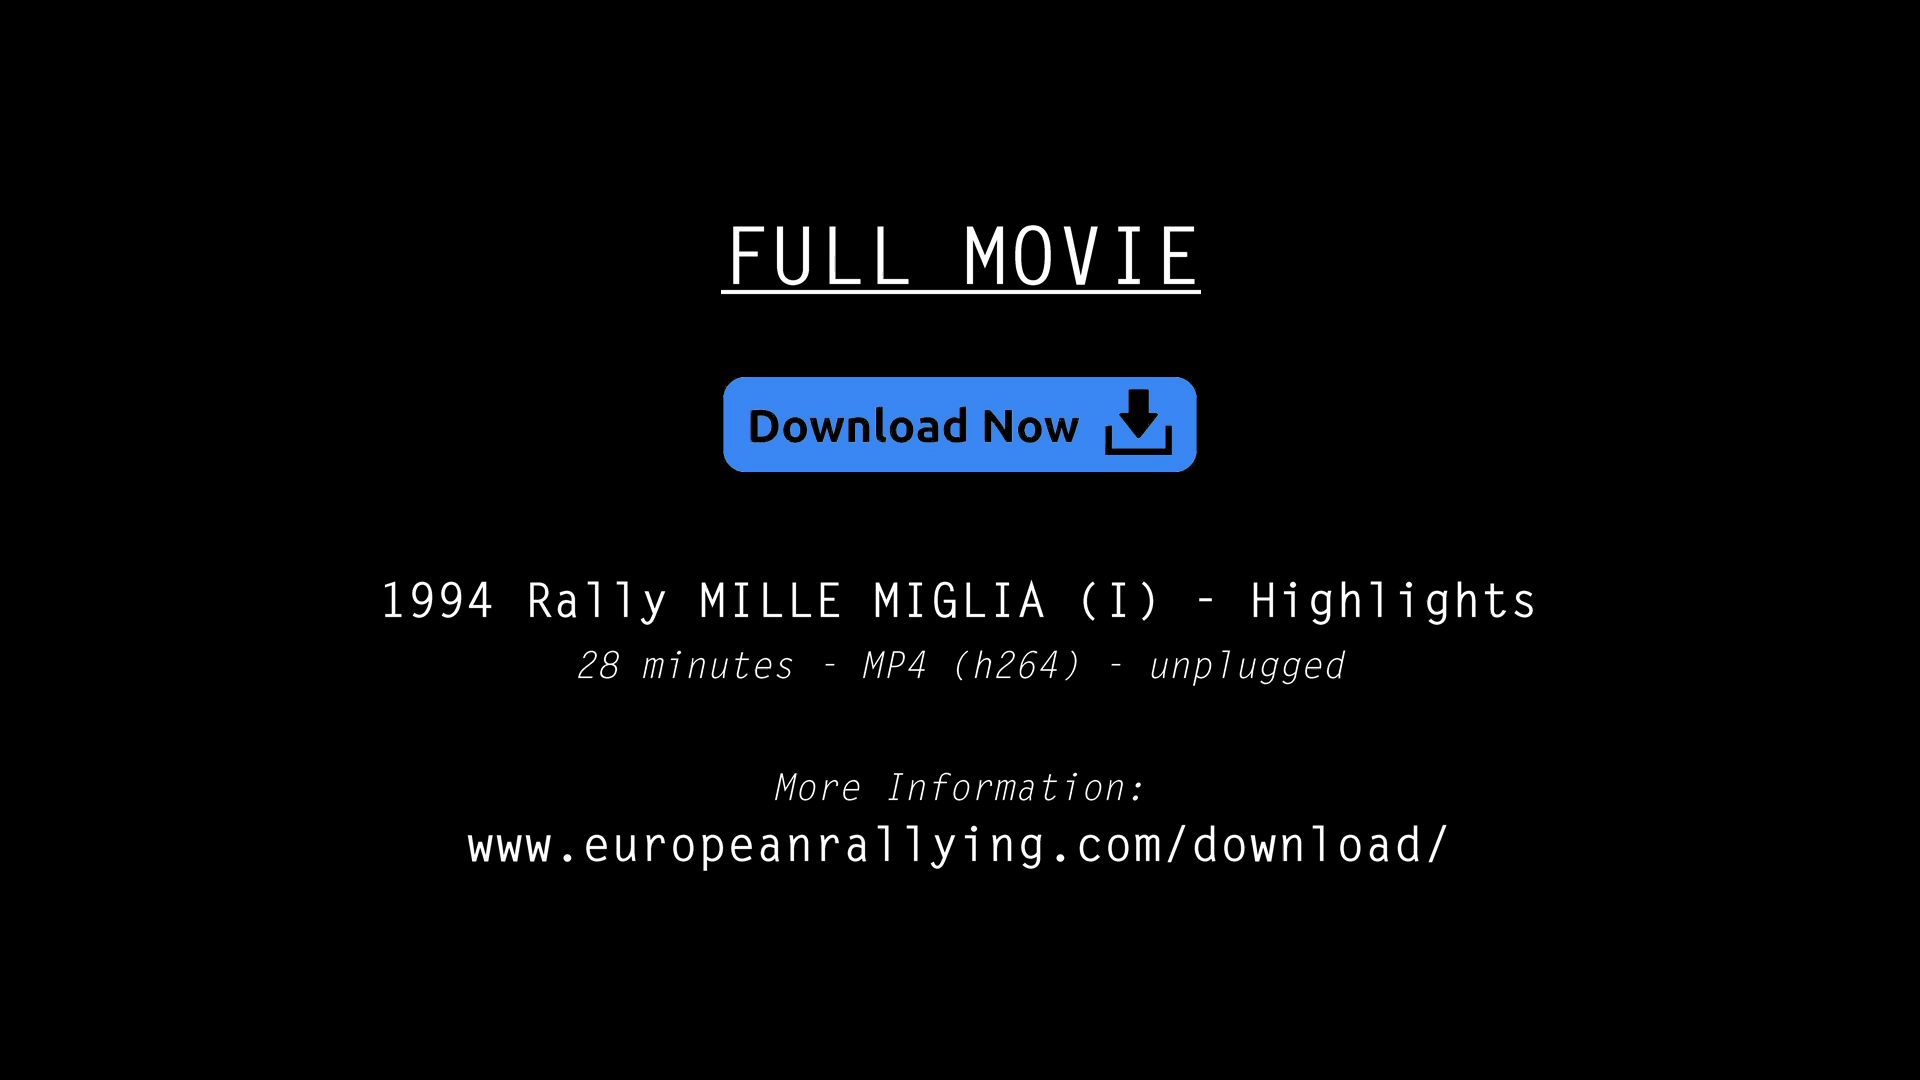 FULL MOVIE
Download Now
1994 Rally MILLE MIGLIA (I) - Highlights
28 minutes - MP4 (h264) - unplugged
More Information:
www.europeanrallying.com/download/